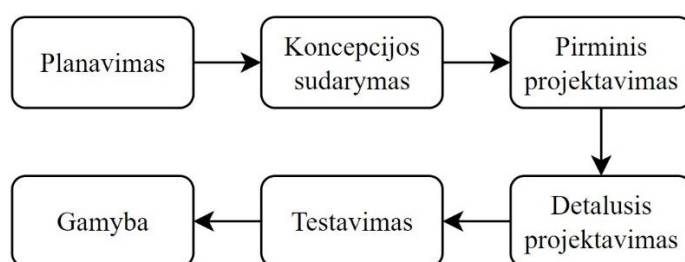 Planavimas
Koncepcijos
sudarymas
Pirminis
projektavimas
Detalusis
projektavimas
Testavimas
Gamyba